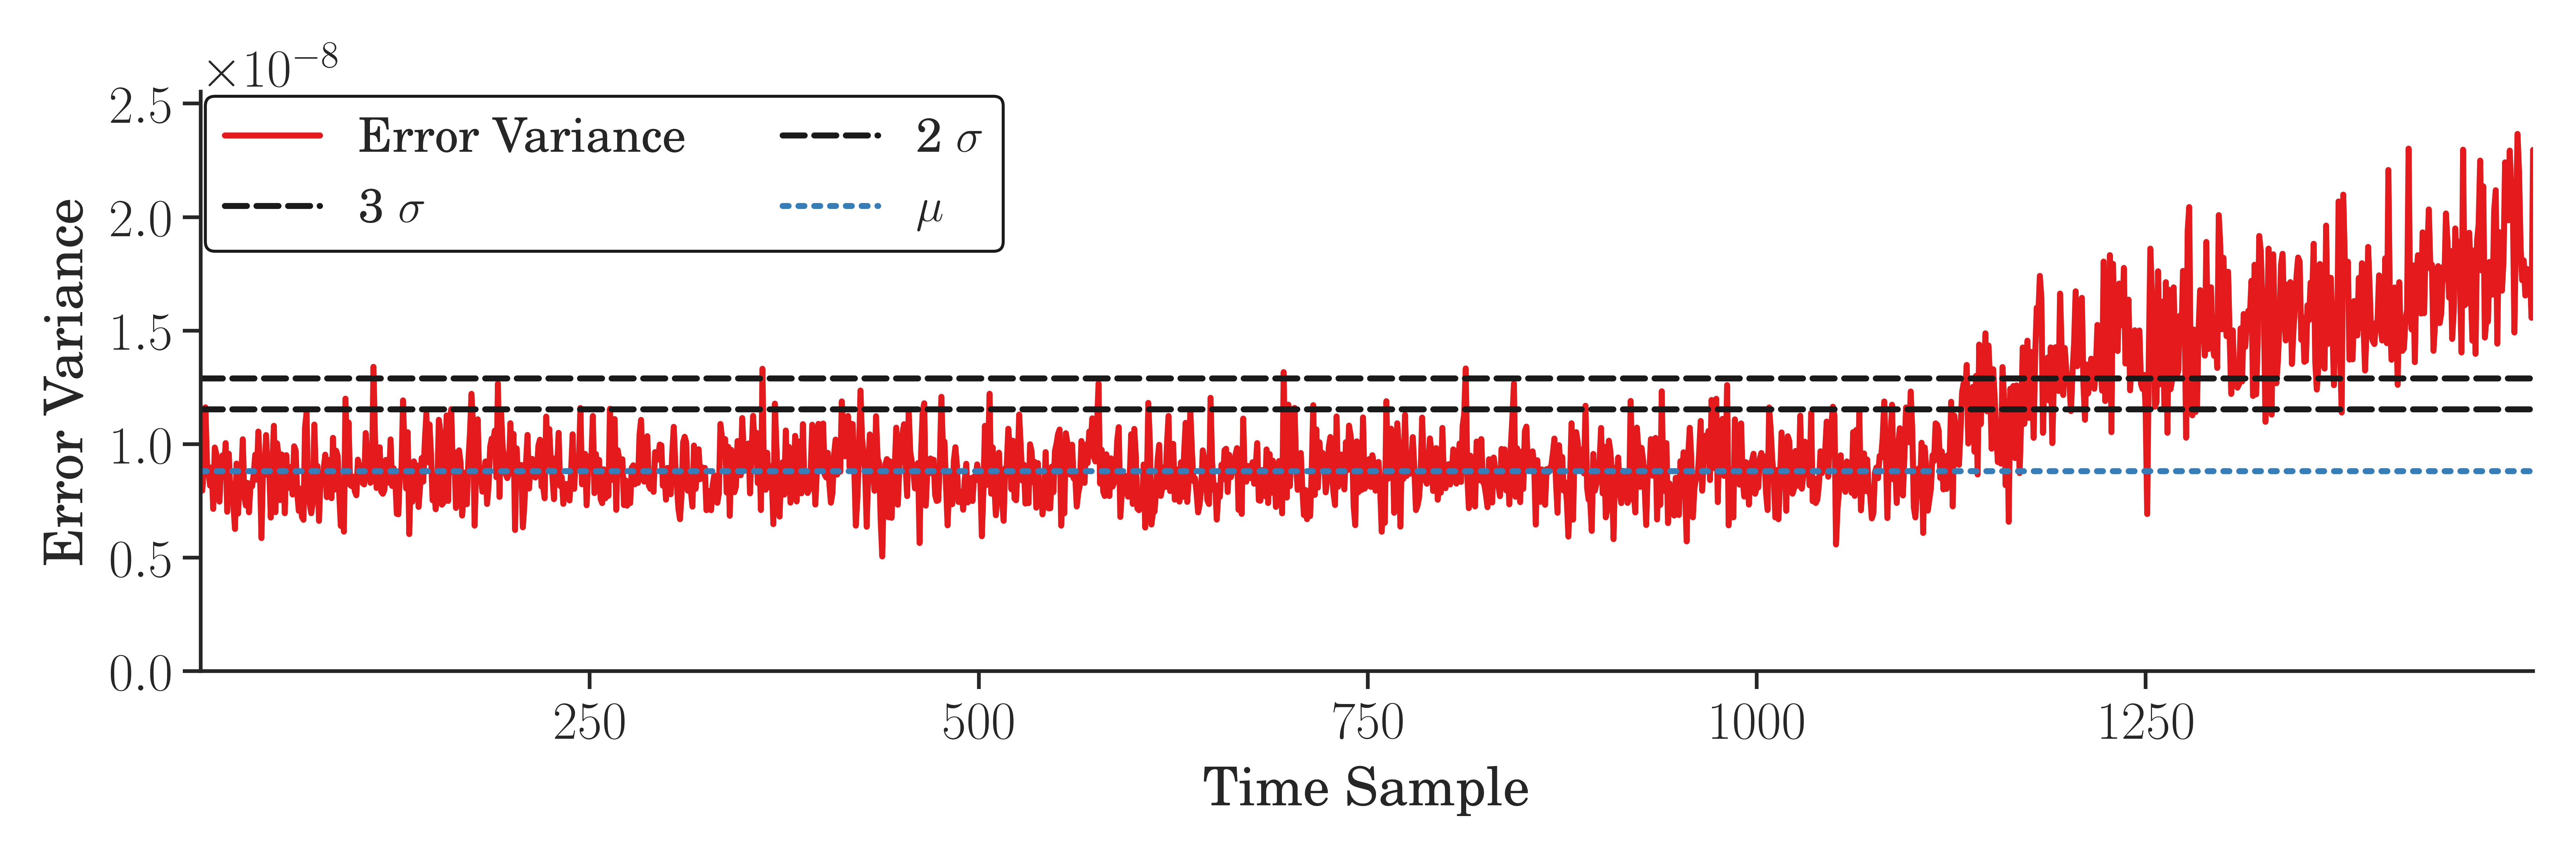 ×10⁻⁸
2.5
2.0
1.5
1.0
0.5
0.0
Error Variance
Error Variance
3 σ
2 σ
μ
250
500
750
1000
1250
Time Sample